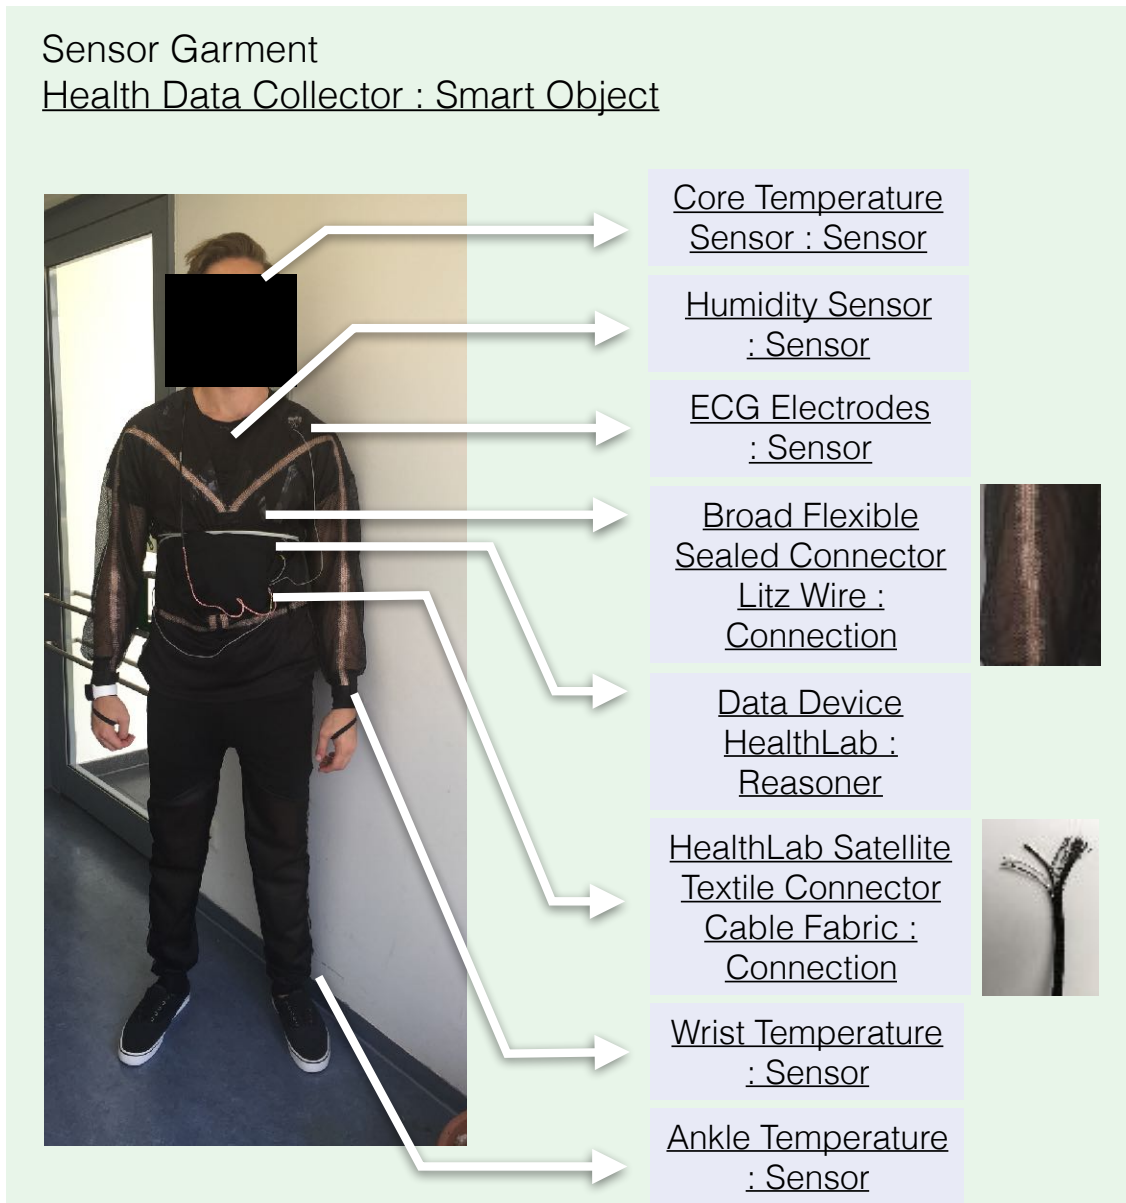 Sensor Garment
Health Data Collector : Smart Object
Core Temperature
Sensor : Sensor
Humidity Sensor
: Sensor
ECG Electrodes
: Sensor
Broad Flexible
Sealed Connector
Litz Wire :
Connection
Data Device
HealthLab :
Reasoner
HealthLab Satellite
Textile Connector
Cable Fabric :
Connection
Wrist Temperature
: Sensor
Ankle Temperature
: Sensor